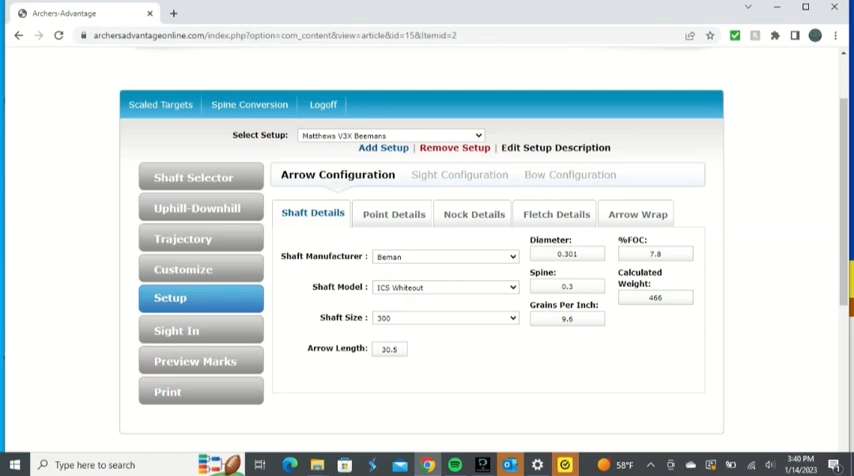 Archers-Advantage
archersadvantageonline.com/index.php?option=com_content&view=article&id=15&Itemid=2
Scaled Targets Spine Conversion Logoff
Select Setup: Matthews V3X Beemans
Add Setup | Remove Setup | Edit Setup Description
Shaft Selector
Uphill-Downhill
Trajectory
Customize
Setup
Sight In
Preview Marks
Print
Arrow Configuration Sight Configuration Bow Configuration
Shaft Details Point Details Nock Details Fletch Details Arrow Wrap
Shaft Manufacturer : Beman
Shaft Model : ICS Whiteout
Shaft Size : 300
Arrow Length: 30.5
Diameter:
0.301
Spine:
0.3
Grains Per Inch:
9.6
%FOC:
7.8
Calculated
Weight:
466
Type here to search
58°F
3:40 PM
1/14/2023